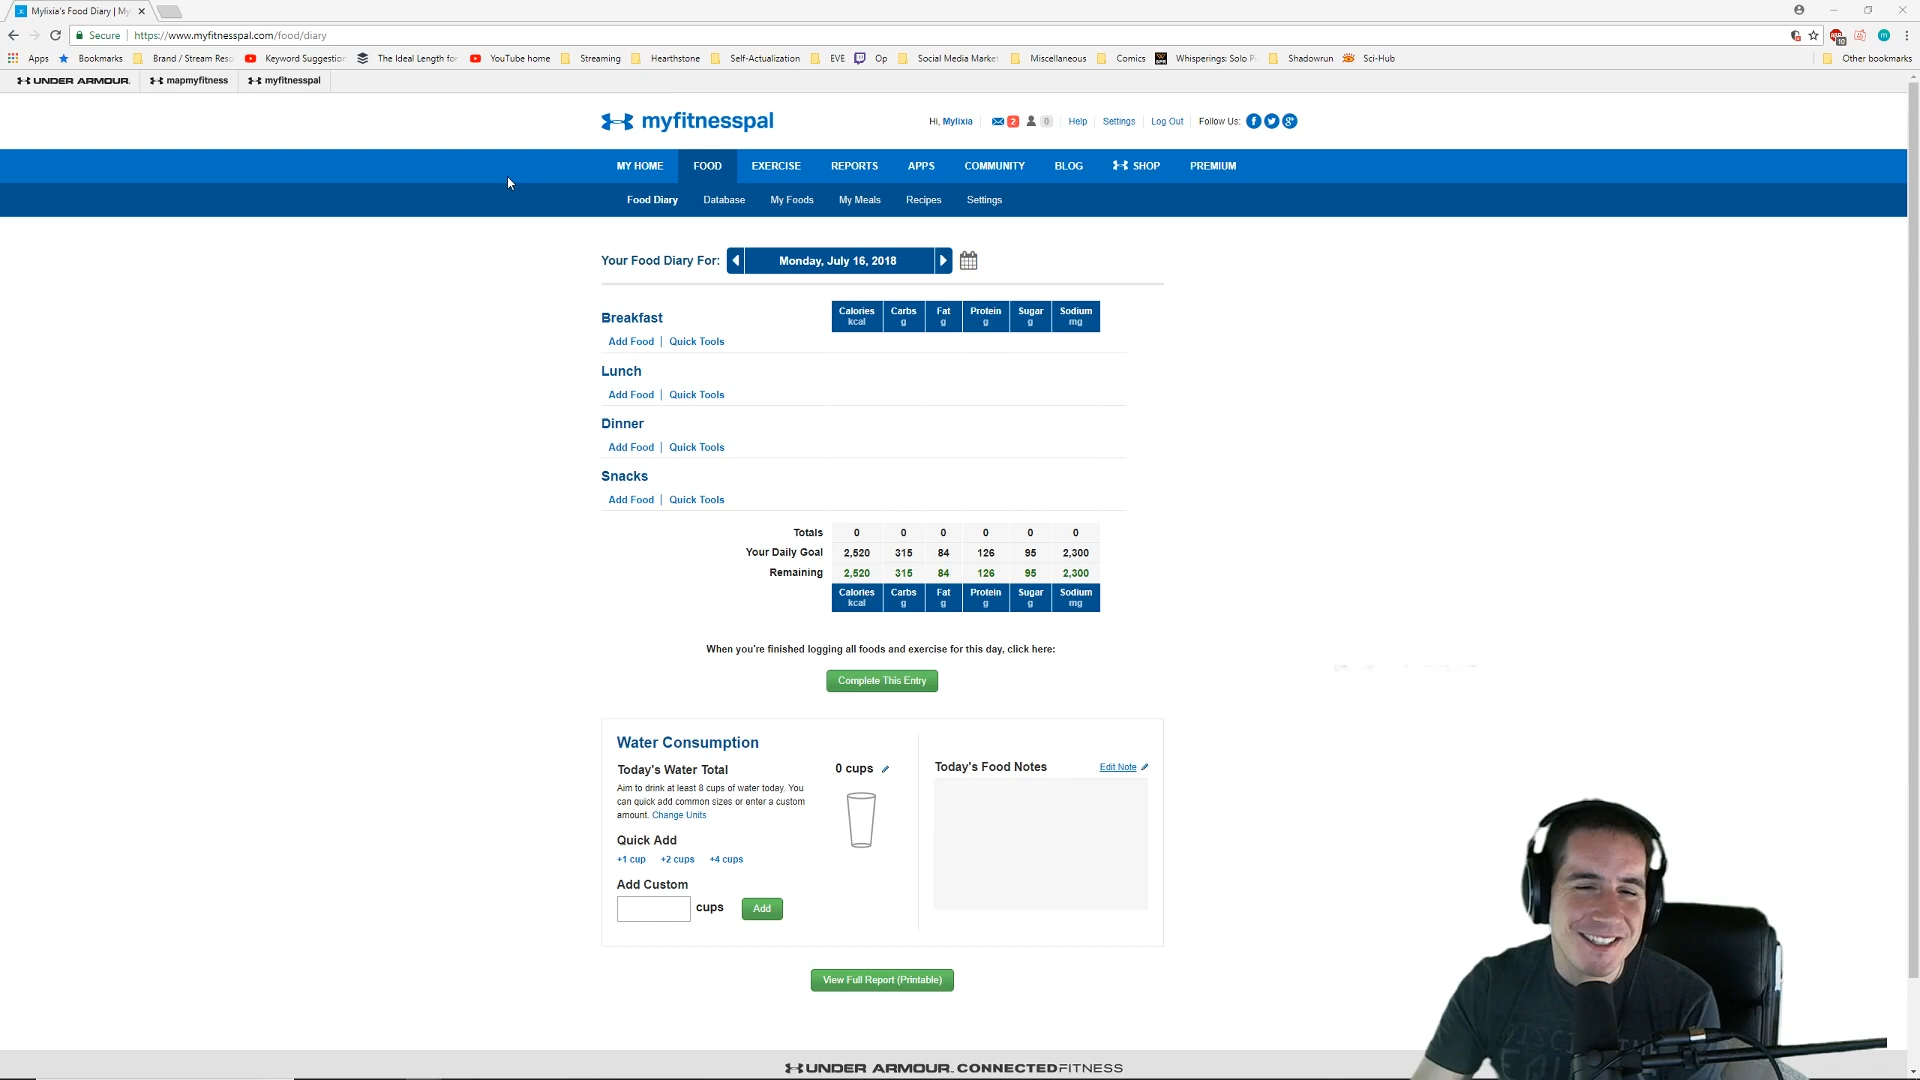 Mylixia's Food Diary | My
Secure | https://www.myfitnesspal.com/food/diary
Apps Bookmarks Brand / Stream Reso Keyword Suggestion The Ideal Length for YouTube home Streaming Hearthstone Self-Actualization EVE Op Social Media Market Miscellaneous Comics Whisperings: Solo Pi Shadowrun Sci-Hub Other bookmarks
UNDER ARMOUR mapmyfitness myfitnesspal
myfitnesspal
Hi, Mylixia 2 0 Help Settings Log Out Follow Us:
MY HOME FOOD EXERCISE REPORTS APPS COMMUNITY BLOG SHOP PREMIUM
Food Diary Database My Foods My Meals Recipes Settings
Your Food Diary For: Monday, July 16, 2018
Breakfast
Calories Carbs Fat Protein Sugar Sodium
kcal g g g g mg
Add Food | Quick Tools
Lunch
Add Food | Quick Tools
Dinner
Add Food | Quick Tools
Snacks
Add Food | Quick Tools
Totals 0 0 0 0 0 0
Your Daily Goal 2,520 315 84 126 95 2,300
Remaining 2,520 315 84 126 95 2,300
Calories Carbs Fat Protein Sugar Sodium
kcal g g g g mg
When you're finished logging all foods and exercise for this day, click here:
Complete This Entry
Water Consumption
Today's Water Total
0 cups
Aim to drink at least 8 cups of water today. You
can quick add common sizes or enter a custom
amount. Change Units
Quick Add
+1 cup +2 cups +4 cups
Add Custom
cups Add
Today's Food Notes Edit Note
View Full Report (Printable)
UNDER ARMOUR CONNECTEDFITNESS